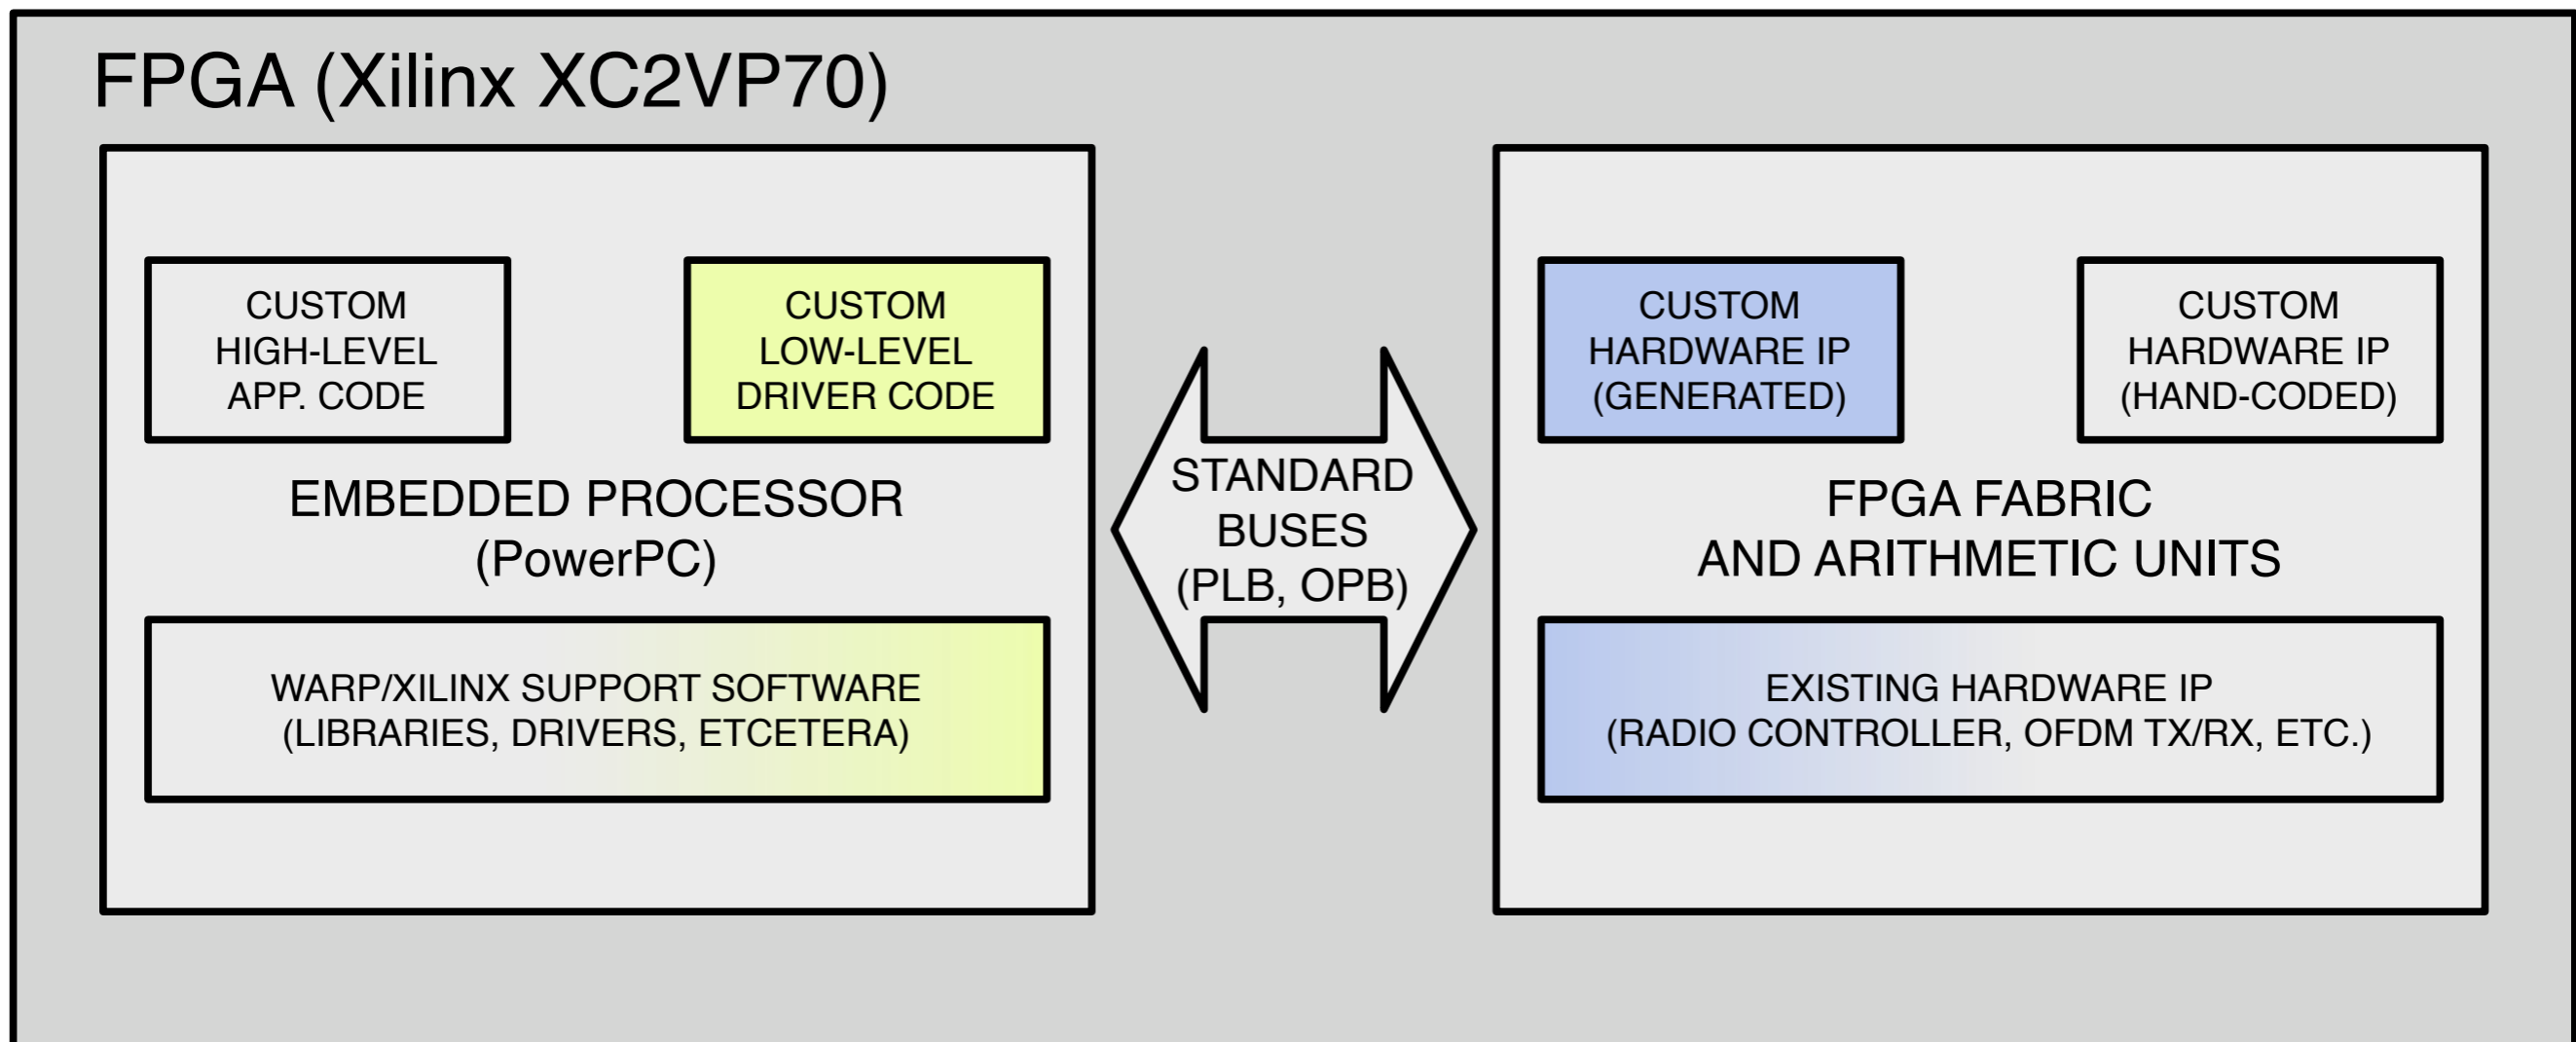 FPGA (Xilinx XC2VP70)
CUSTOM
HIGH-LEVEL
APP. CODE
CUSTOM
LOW-LEVEL
DRIVER CODE
EMBEDDED PROCESSOR
(PowerPC)
WARP/XILINX SUPPORT SOFTWARE
(LIBRARIES, DRIVERS, ETCETERA)
STANDARD
BUSES
(PLB, OPB)
CUSTOM
HARDWARE IP
(GENERATED)
CUSTOM
HARDWARE IP
(HAND-CODED)
FPGA FABRIC
AND ARITHMETIC UNITS
EXISTING HARDWARE IP
(RADIO CONTROLLER, OFDM TX/RX, ETC.)